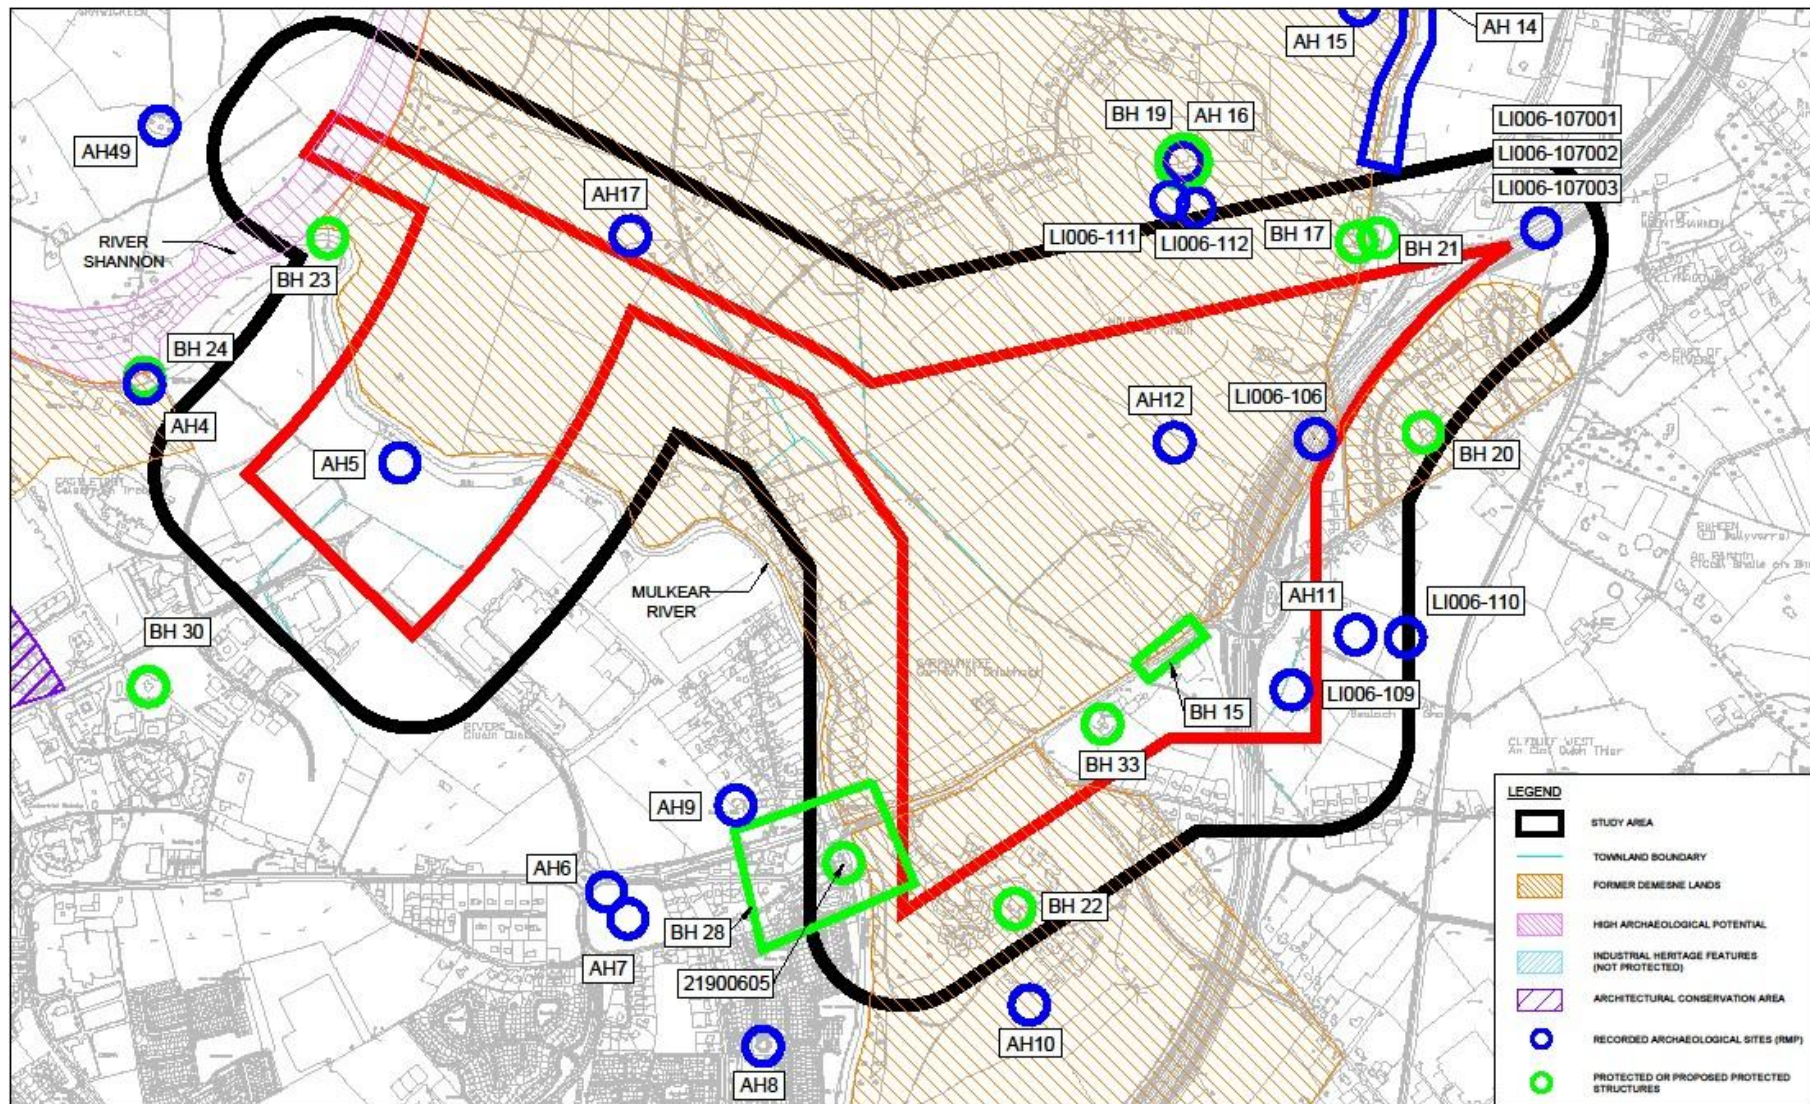 AH 15
AH 14
BH 19
AH 16
LI006-107001
LI006-107002
LI006-107003
AH49
AH17
RIVER
SHANNON
LI006-111
LI006-112
BH 17
BH 21
BH 23
BH 24
AH4
AH12
LI006-106
AH5
BH 20
MULKEAR
RIVER
AH11
LI006-110
BH 30
LI006-109
BH 15
BH 33
AH9
AH6
BH 28
BH 22
AH7
21900605
AH10
AH8
CLYDUFF WEST
LEGEND
STUDY AREA
TOWNLAND BOUNDARY
FORMER DEMESNE LANDS
HIGH ARCHAEOLOGICAL POTENTIAL
INDUSTRIAL HERITAGE FEATURES
(NOT PROTECTED)
ARCHITECTURAL CONSERVATION AREA
RECORDED ARCHAEOLOGICAL SITES (RMP)
PROTECTED OR PROPOSED PROTECTED
STRUCTURES